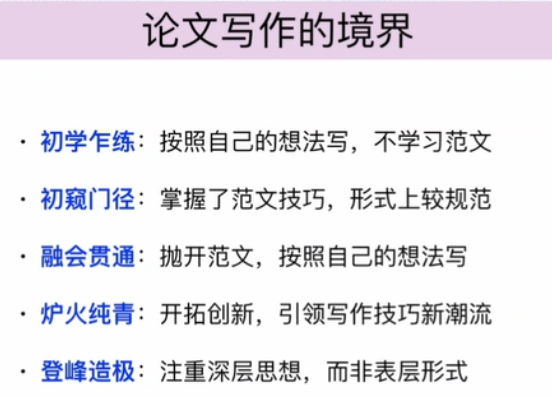 论文写作的境界
· 初学乍练：按照自己的想法写，不学习范文
· 初窥门径：掌握了范文技巧，形式上较规范
· 融会贯通：抛开范文，按照自己的想法写
· 炉火纯青：开拓创新，引领写作技巧新潮流
· 登峰造极：注重深层思想，而非表层形式